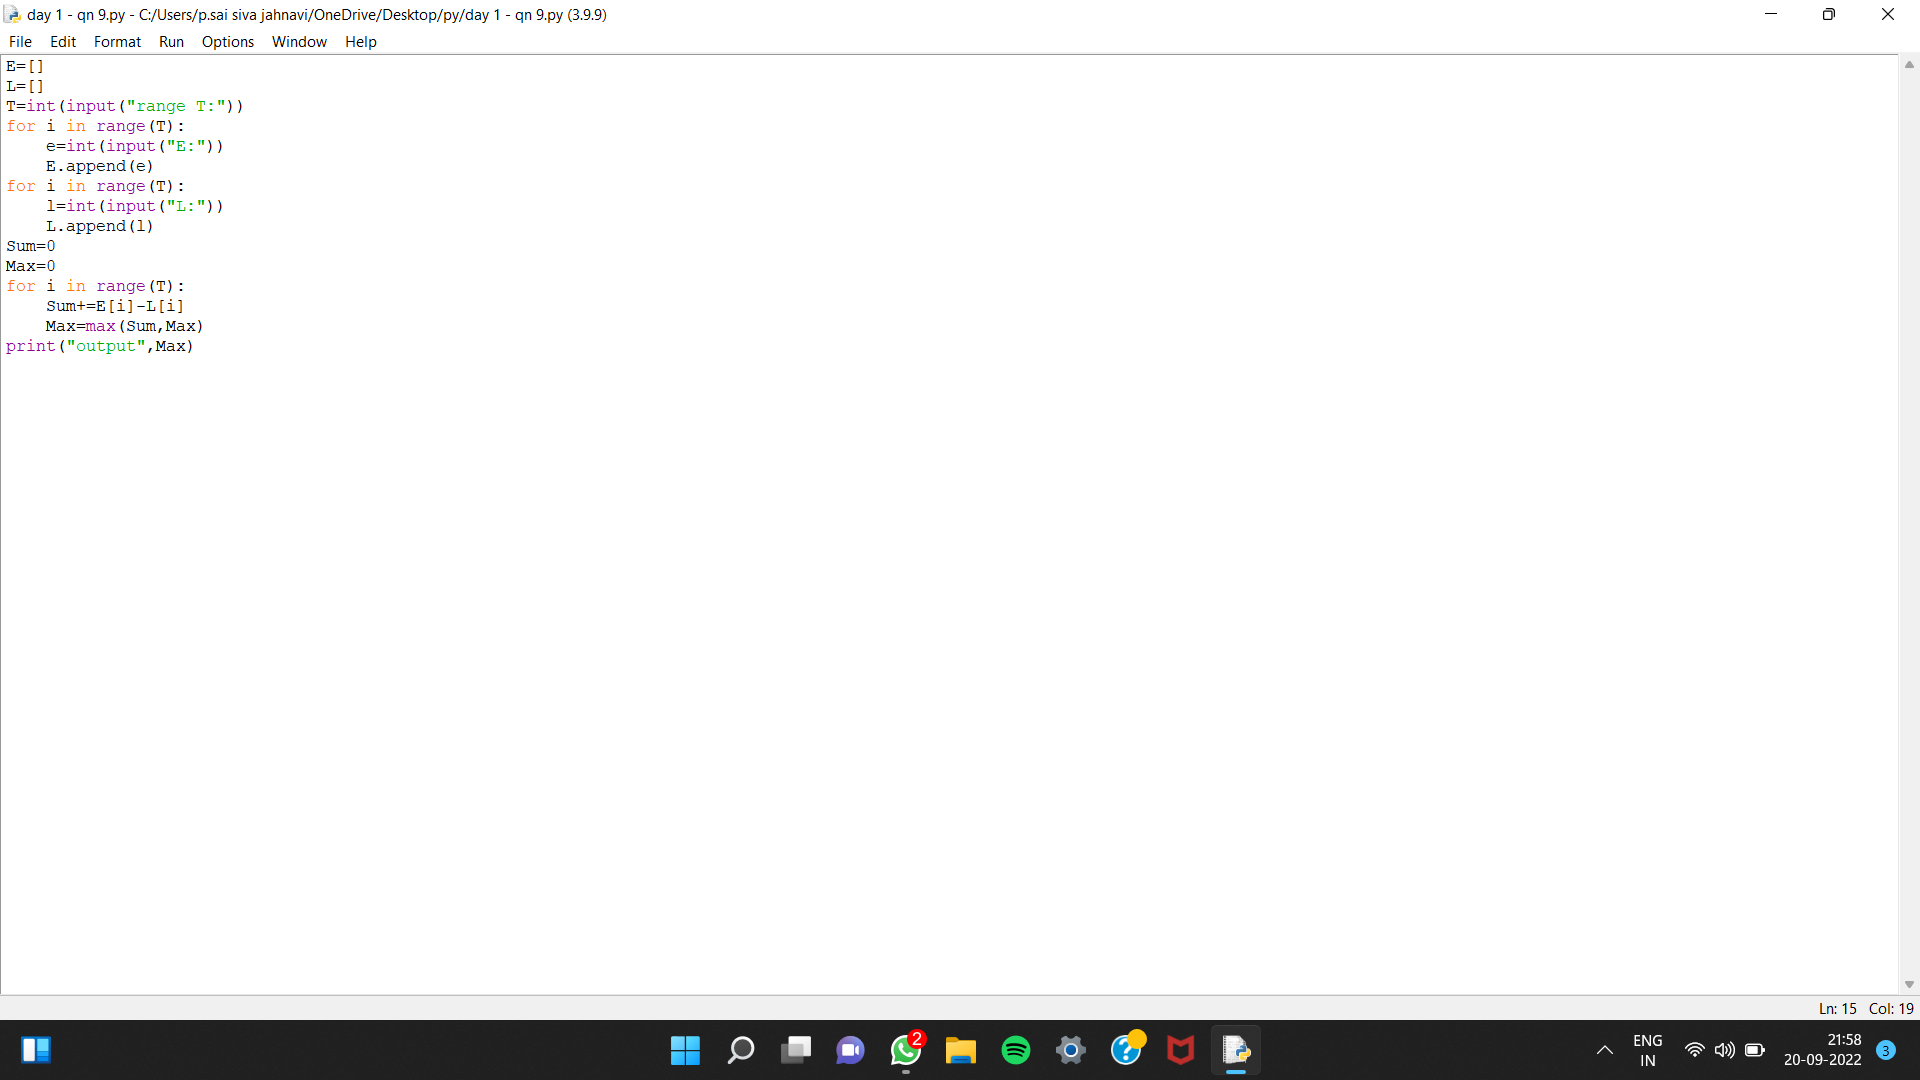 day 1 - qn 9.py - C:/Users/p.sai siva jahnavi/OneDrive/Desktop/py/day 1 - qn 9.py (3.9.9)
File Edit Format Run Options Window Help
E=[]
L=[]
T=int(input("range T:"))
for i in range(T):
    e=int(input("E:"))
    E.append(e)
for i in range(T):
    l=int(input("L:"))
    L.append(l)
Sum=0
Max=0
for i in range(T):
    Sum+=E[i]-L[i]
    Max=max(Sum,Max)
print("output",Max)
Ln: 15 Col: 19
2
ENG
IN
21:58
20-09-2022
3